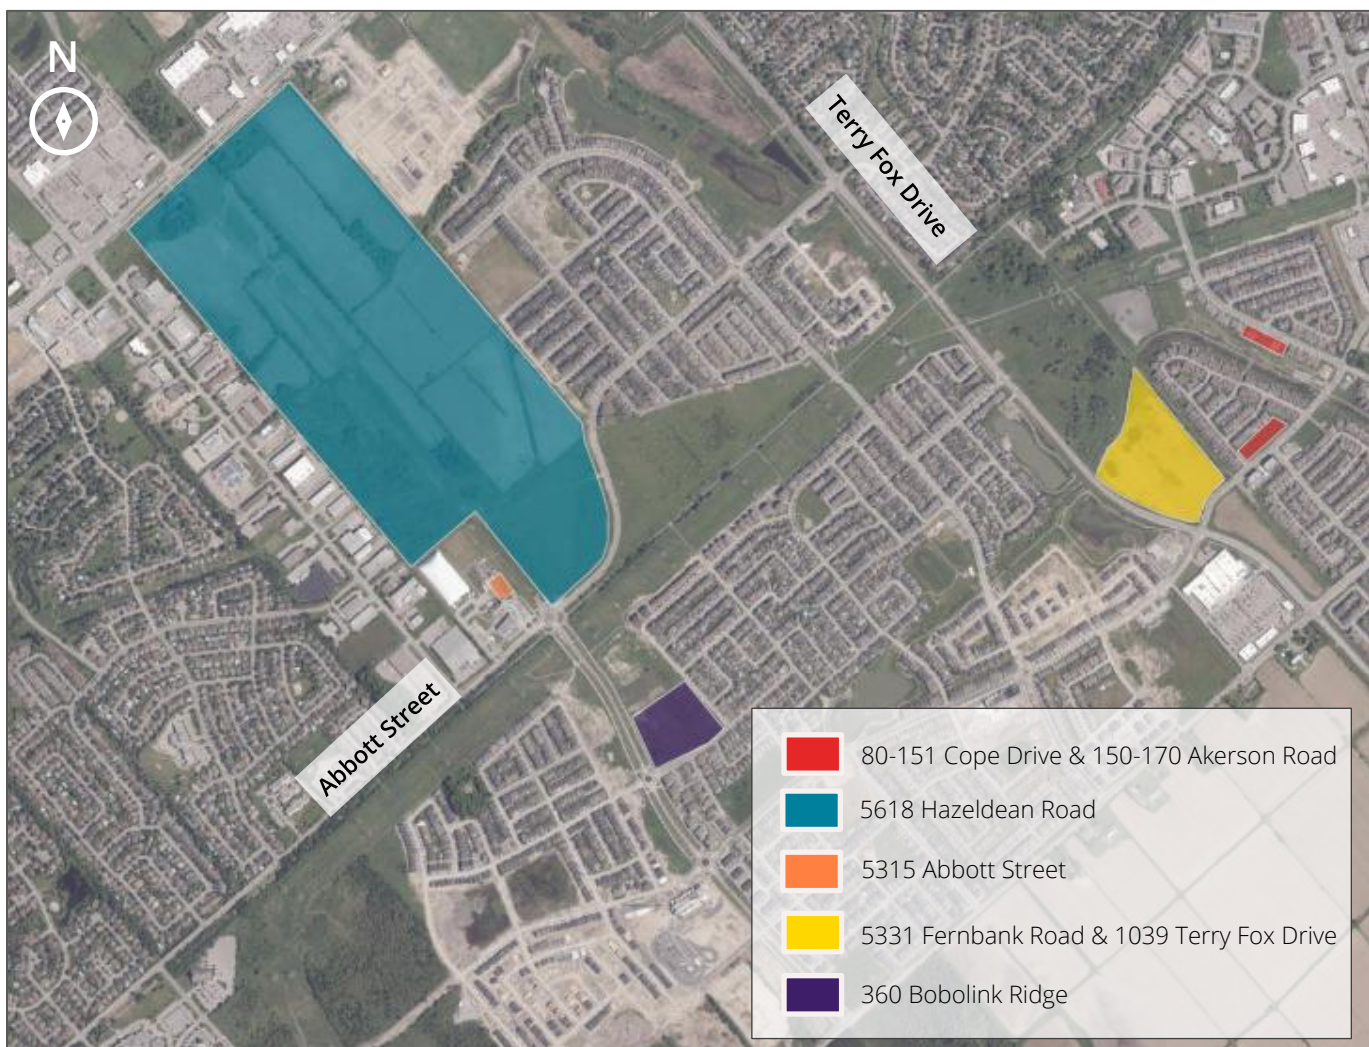 N
Terry Fox Drive
Abbott Street
80-151 Cope Drive & 150-170 Akerson Road
5618 Hazeldean Road
5315 Abbott Street
5331 Fernbank Road & 1039 Terry Fox Drive
360 Bobolink Ridge